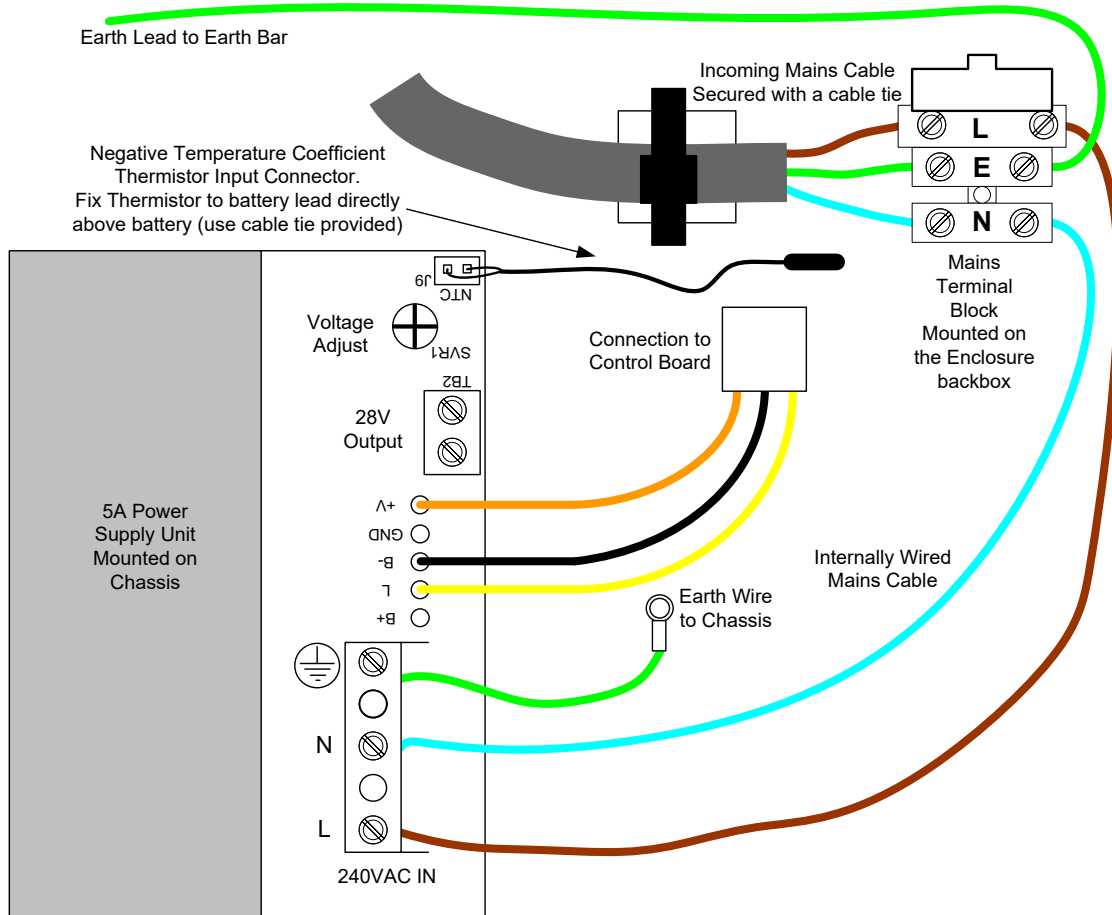 Earth Lead to Earth Bar
Incoming Mains Cable
Secured with a cable tie
L
E
N
Negative Temperature Coefficient
Thermistor Input Connector.
Fix Thermistor to battery lead directly
above battery (use cable tie provided)
Mains
Terminal
Block
Mounted on
the Enclosure
backbox
J9
NTC
Voltage
Adjust
SVR1
Connection to
Control Board
TB2
28V
Output
5A Power
Supply Unit
Mounted on
Chassis
+V
GND
B-
L
B+
Internally Wired
Mains Cable
Earth Wire
to Chassis
N
L
240VAC IN